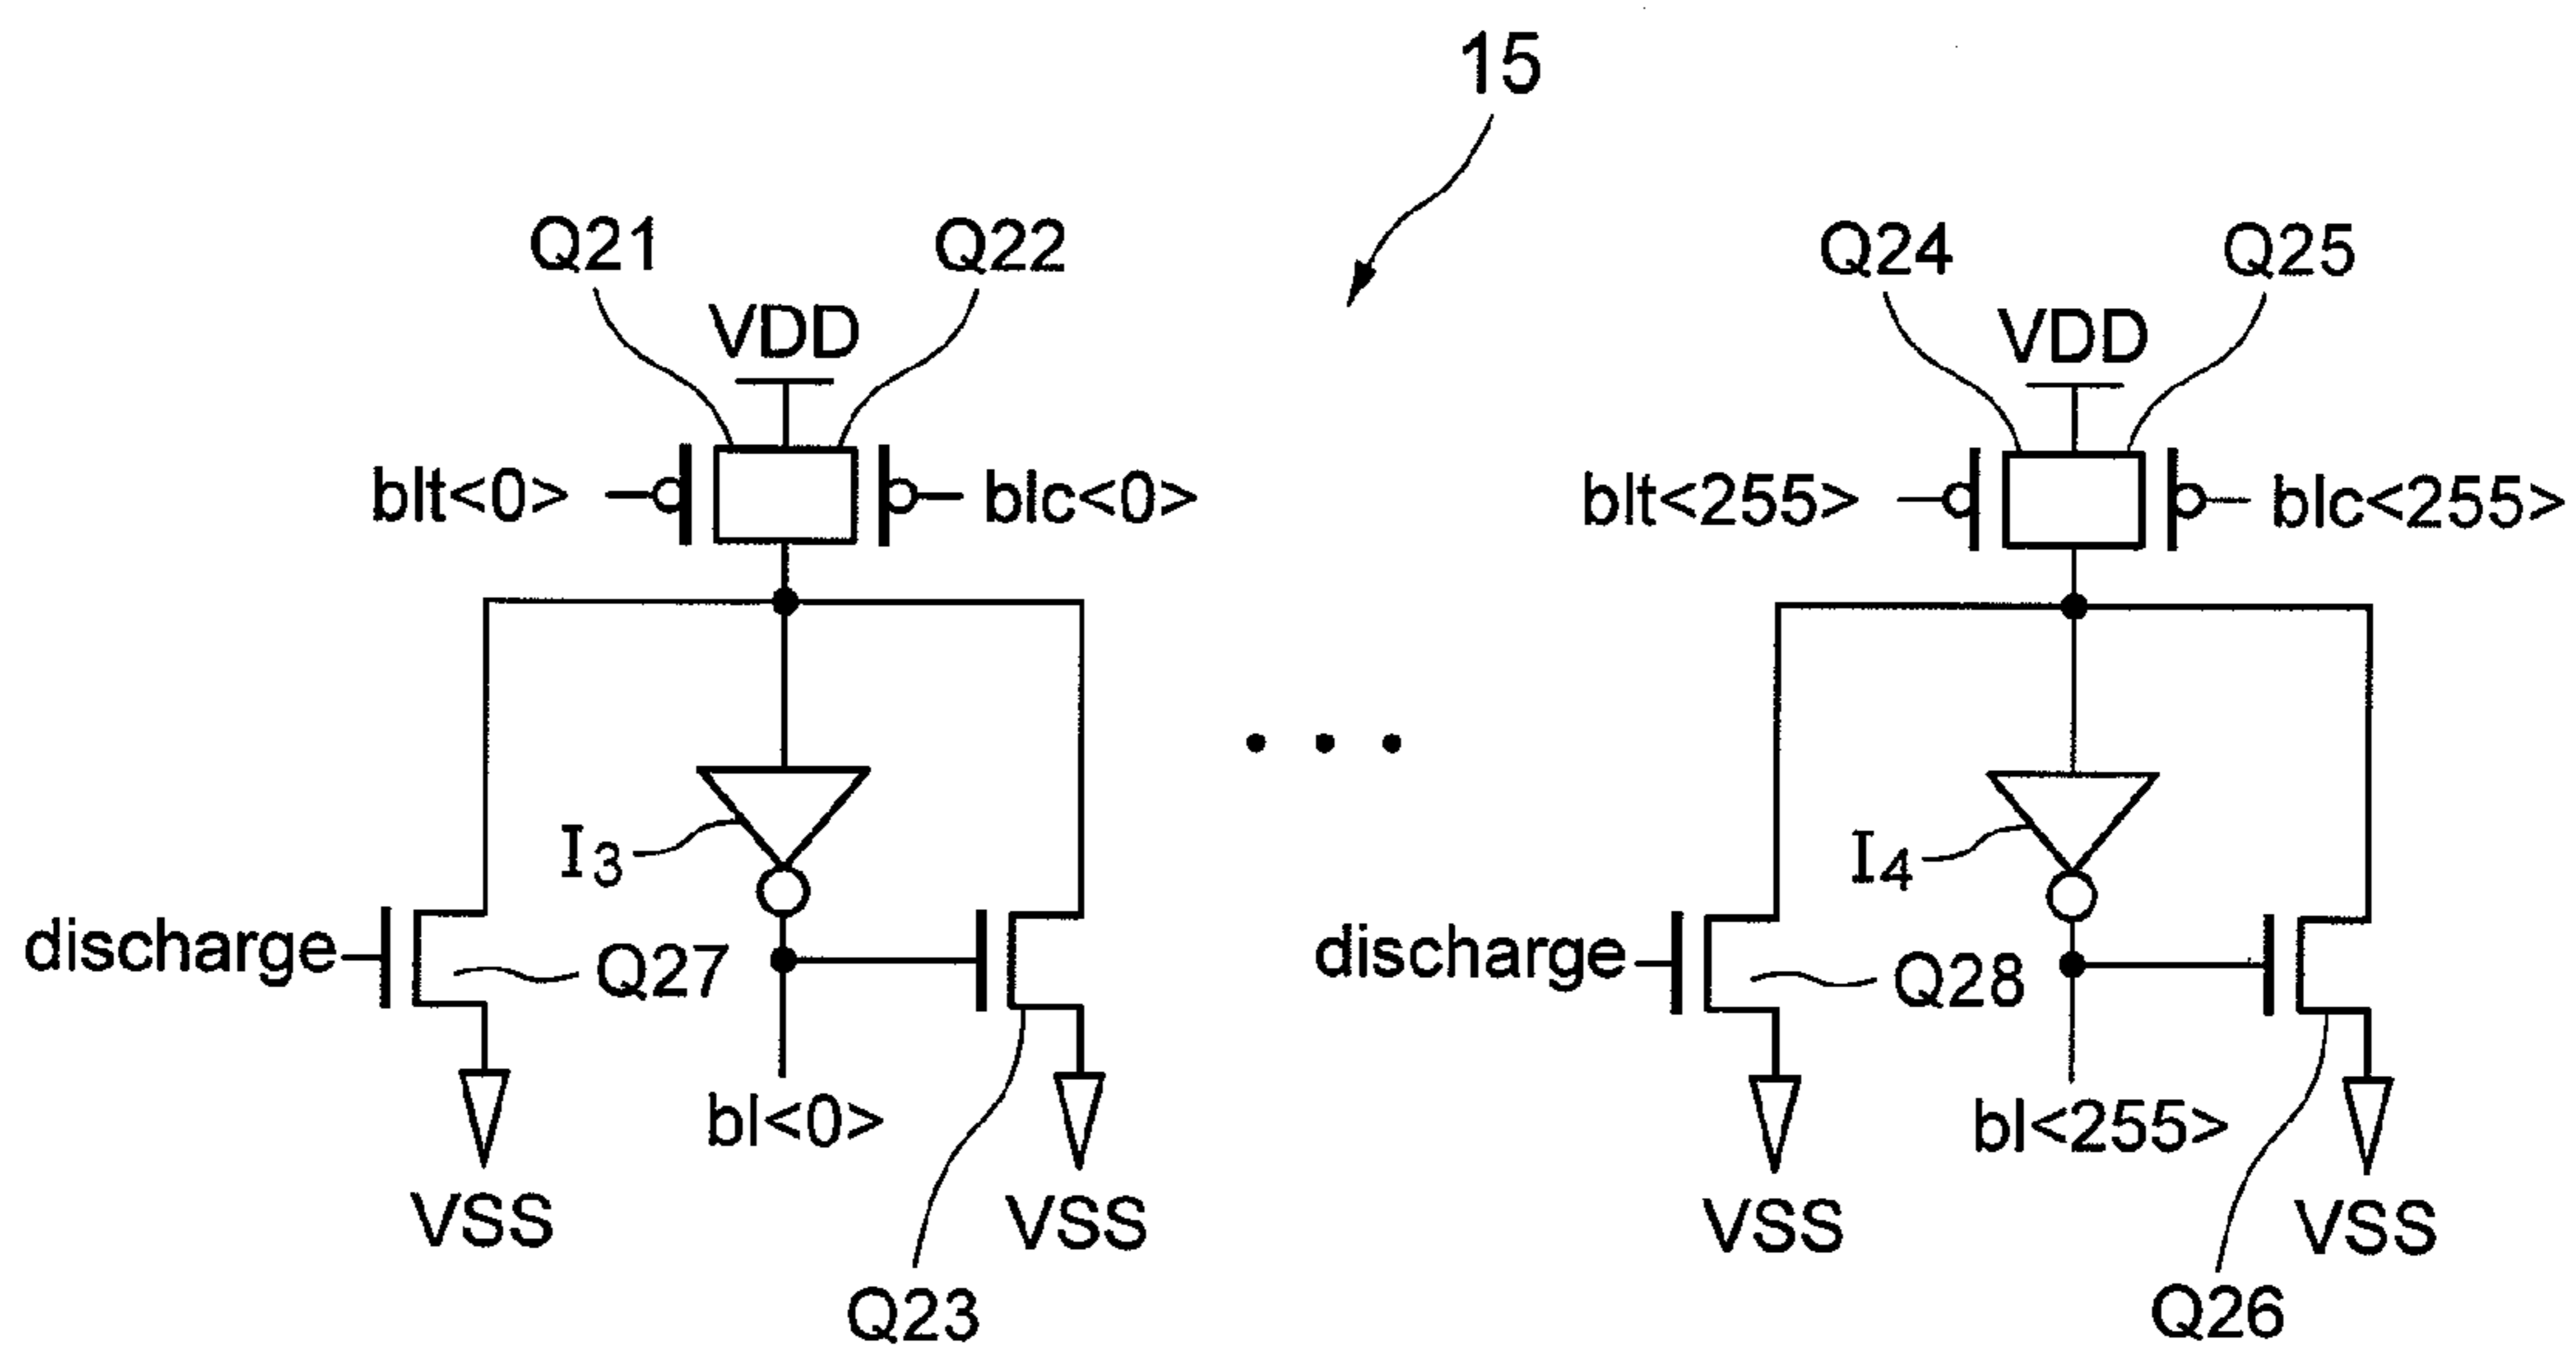 15
Q21 Q22 Q24 Q25
VDD VDD
blt<0> blc<0> blt<255> blc<255>
I3 I4
discharge Q27 discharge Q28
bl<0> bl<255>
VSS VSS VSS VSS
Q23 Q26